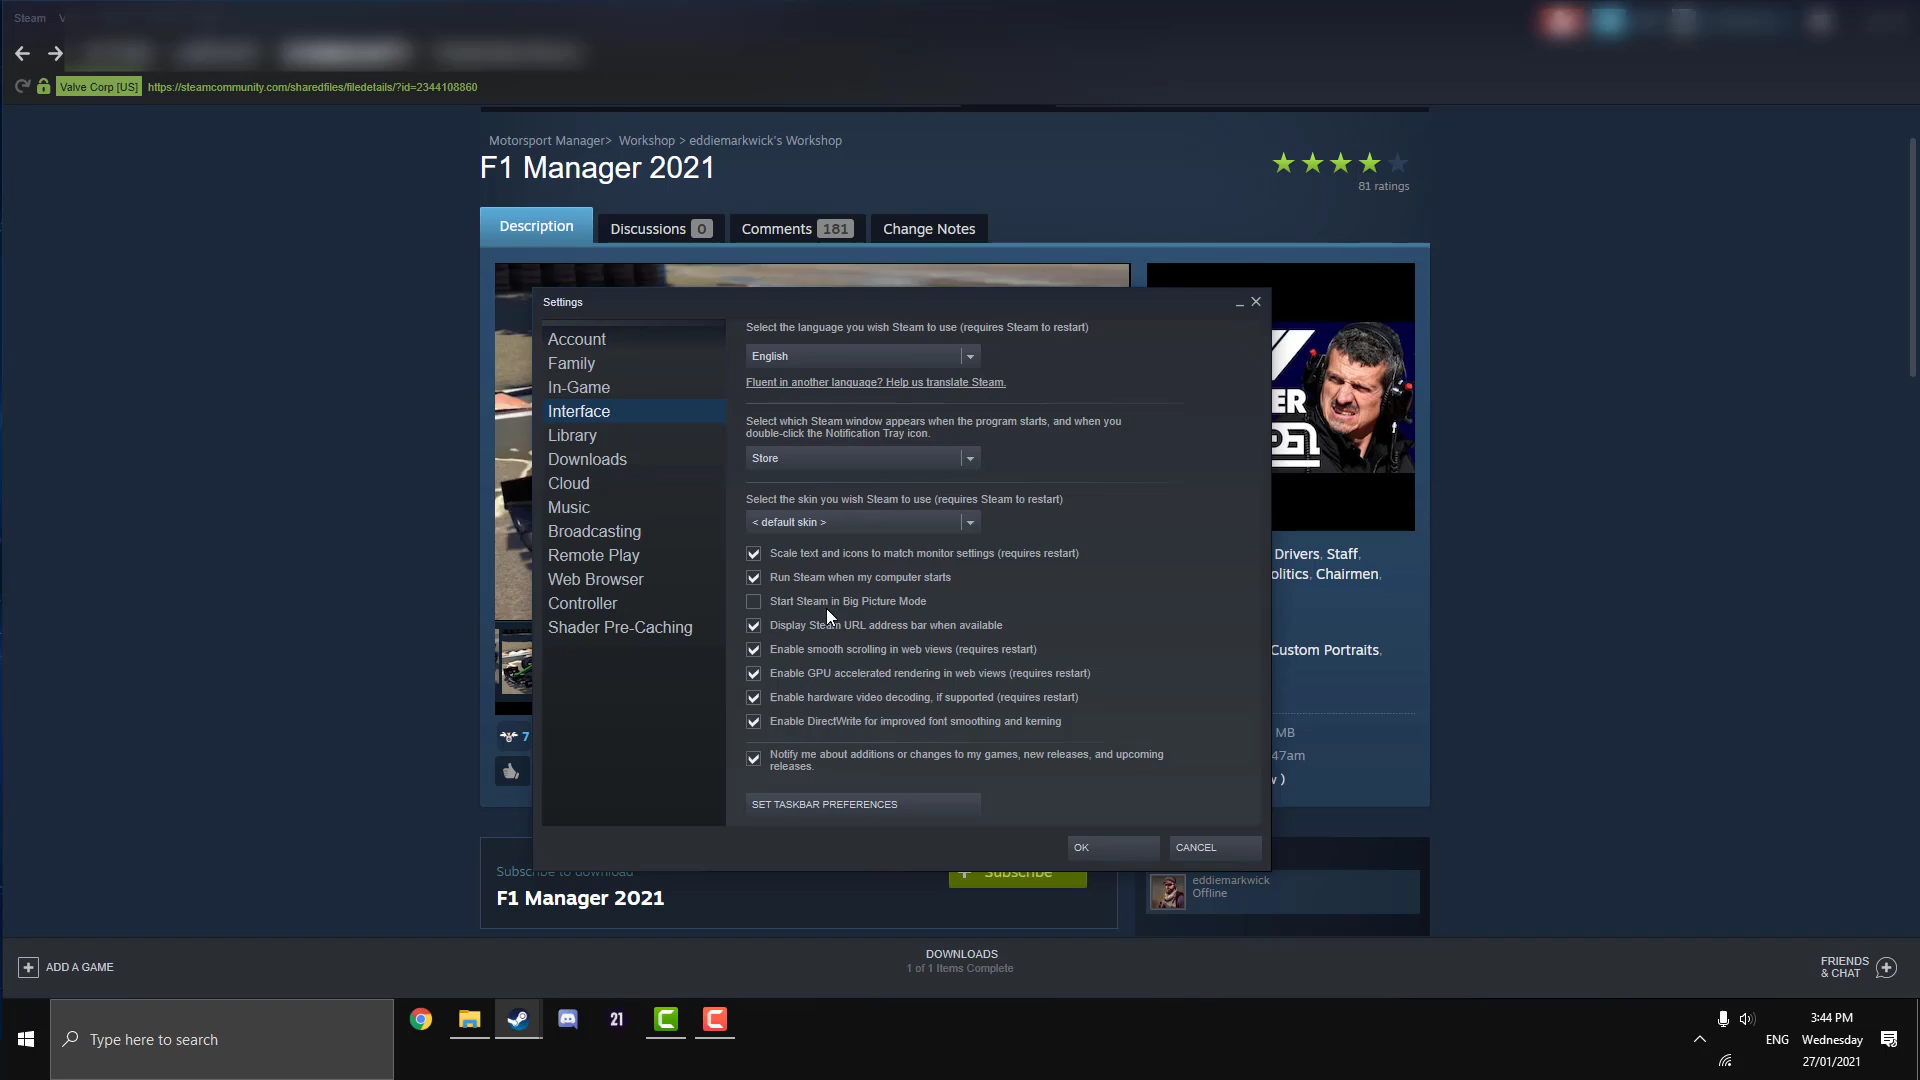 Steam V
Valve Corp [US] https://steamcommunity.com/sharedfiles/filedetails/?id=2344108860
Motorsport Manager> Workshop > eddiemarkwick's Workshop
F1 Manager 2021
81 ratings
Description
Discussions 0
Comments 181
Change Notes
Settings
Account
Family
In-Game
Interface
Library
Downloads
Cloud
Music
Broadcasting
Remote Play
Web Browser
Controller
Shader Pre-Caching
Select the language you wish Steam to use (requires Steam to restart)
English
Fluent in another language? Help us translate Steam.
Select which Steam window appears when the program starts, and when you
double-click the Notification Tray icon.
Store
Select the skin you wish Steam to use (requires Steam to restart)
< default skin >
Scale text and icons to match monitor settings (requires restart)
Run Steam when my computer starts
Start Steam in Big Picture Mode
Display Steam URL address bar when available
Enable smooth scrolling in web views (requires restart)
Enable GPU accelerated rendering in web views (requires restart)
Enable hardware video decoding, if supported (requires restart)
Enable DirectWrite for improved font smoothing and kerning
Notify me about additions or changes to my games, new releases, and upcoming
releases.
SET TASKBAR PREFERENCES
OK
CANCEL
Drivers, Staff,
olitics, Chairmen,
Custom Portraits,
MB
47am
)
7
Subscribe to download
F1 Manager 2021
Subscribe
eddiemarkwick
Offline
ADD A GAME
DOWNLOADS
1 of 1 Items Complete
FRIENDS
& CHAT
Type here to search
21
3:44 PM
ENG Wednesday
27/01/2021